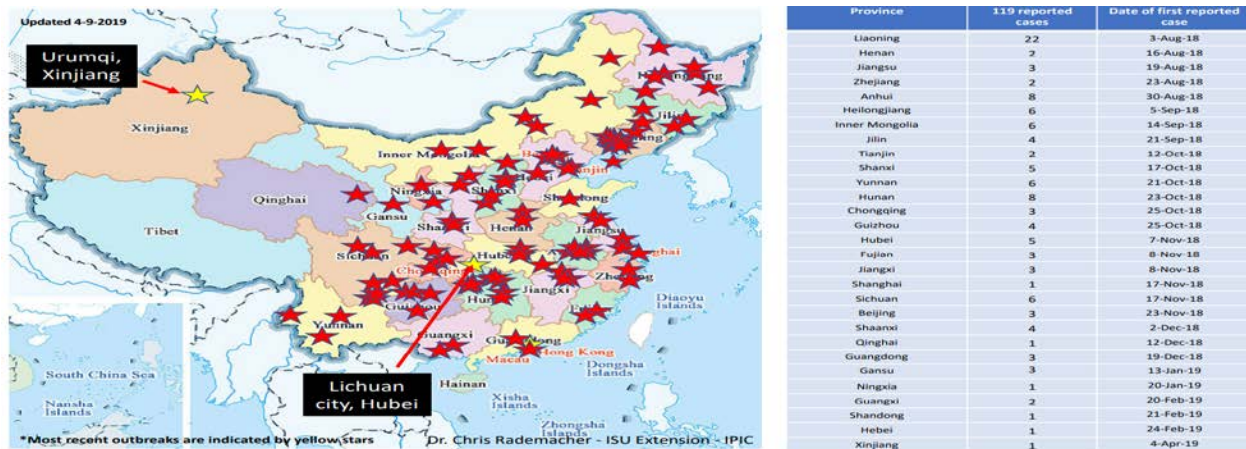 Updated 4-9-2019
Urumqi,
Xinjiang
Xinjiang
Inner Mongolia
Jilin
Ningxia
Qinghai
Gansu
Shandong
Tibet
Henan
Jiangsu
Sichuan
Hubei
Jiangxi
Yunnan
Guangxi
Hong Kong
Macau
Hainan
Diaoyu
Islands
Dongsha
Islands
Xisha
Islands
Zhongsha
Islands
South China Sea
Nansha
Islands
Lichuan
city, Hubei
*Most recent outbreaks are indicated by yellow stars
Dr. Chris Rademacher - ISU Extension - IPIC
Province 119 reported cases Date of first reported case
Liaoning 22 3-Aug-18
Henan 2 16-Aug-18
Jiangsu 3 19-Aug-18
Zhejiang 2 23-Aug-18
Anhui 8 30-Aug-18
Heilongjiang 6 5-Sep-18
Inner Mongolia 6 14-Sep-18
Jilin 4 21-Sep-18
Tianjin 2 12-Oct-18
Shanxi 5 17-Oct-18
Yunnan 6 21-Oct-18
Hunan 8 23-Oct-18
Chongqing 3 25-Oct-18
Guizhou 4 25-Oct-18
Hubei 5 7-Nov-18
Fujian 3 8-Nov-18
Jiangxi 3 8-Nov-18
Shanghai 1 17-Nov-18
Sichuan 6 17-Nov-18
Beijing 3 23-Nov-18
Shaanxi 4 2-Dec-18
Qinghai 1 12-Dec-18
Guangdong 3 19-Dec-18
Gansu 3 13-Jan-19
Ningxia 1 20-Jan-19
Guangxi 2 20-Feb-19
Shandong 1 21-Feb-19
Hebei 1 24-Feb-19
Xinjiang 1 4-Apr-19